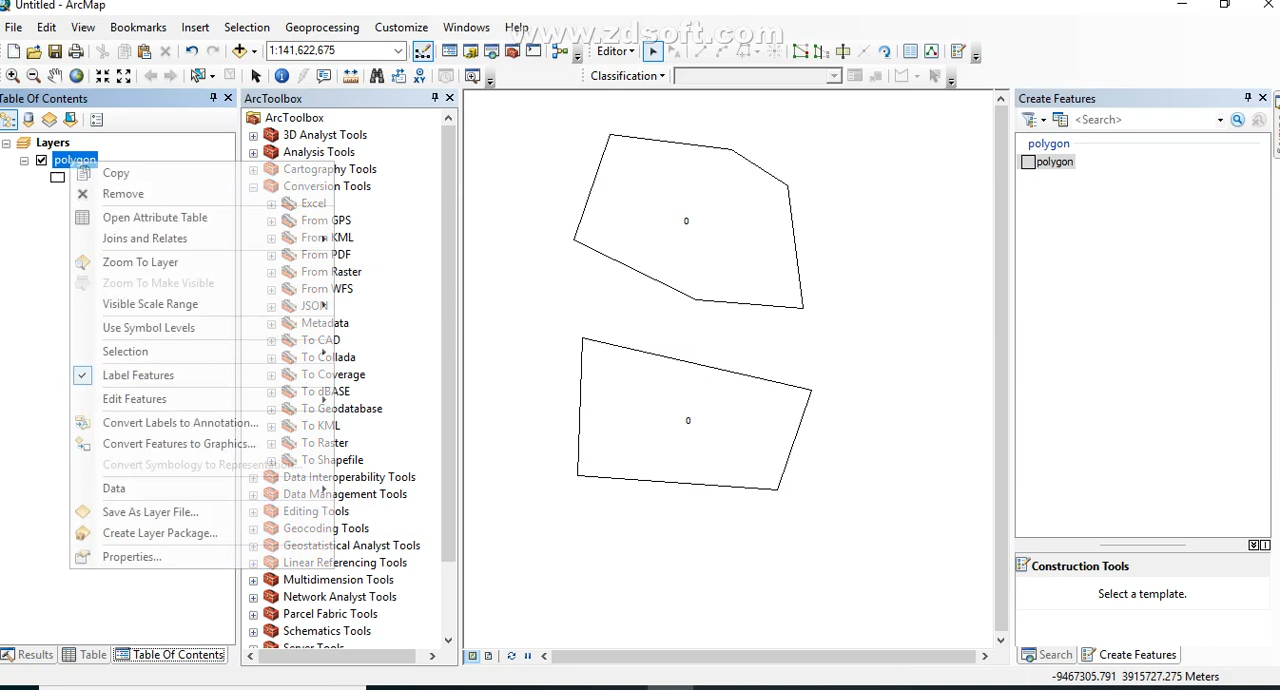 Untitled - ArcMap
File Edit View Bookmarks Insert Selection Geoprocessing Customize Windows Help
www.zdsoft.com
1:141,622,675
Editor
Classification
Table Of Contents
Layers
polygon
Copy
Remove
Open Attribute Table
Joins and Relates
Zoom To Layer
Zoom To Make Visible
Visible Scale Range
Use Symbol Levels
Selection
Label Features
Edit Features
Convert Labels to Annotation...
Convert Features to Graphics...
Convert Symbology to Representation...
Data
Save As Layer File...
Create Layer Package...
Properties...
ArcToolbox
ArcToolbox
3D Analyst Tools
Analysis Tools
Cartography Tools
Conversion Tools
Excel
From GPS
From KML
From PDF
From Raster
From WFS
JSON
Metadata
To CAD
To Collada
To Coverage
To dBASE
To Geodatabase
To KML
To Raster
To Shapefile
Data Interoperability Tools
Data Management Tools
Editing Tools
Geocoding Tools
Geostatistical Analyst Tools
Linear Referencing Tools
Multidimension Tools
Network Analyst Tools
Parcel Fabric Tools
Schematics Tools
Server Tools
0
0
Create Features
<Search>
polygon
polygon
Construction Tools
Select a template.
Results Table Table Of Contents
Search Create Features
-9467305.791 3915727.275 Meters